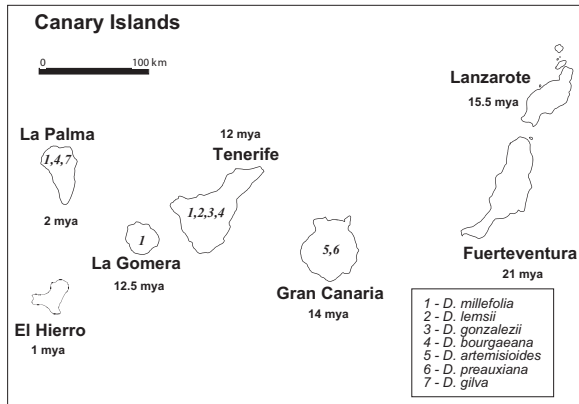 Canary Islands
0 100 km
Lanzarote
15.5 mya
La Palma
1,4,7
2 mya
12 mya
Tenerife
1,2,3,4
1
La Gomera
12.5 mya
5,6
Gran Canaria
14 mya
Fuerteventura
21 mya
El Hierro
1 mya
1 - D. millefolia
2 - D. lemsii
3 - D. gonzalezii
4 - D. bourgaeana
5 - D. artemisioides
6 - D. preauxiana
7 - D. gilva